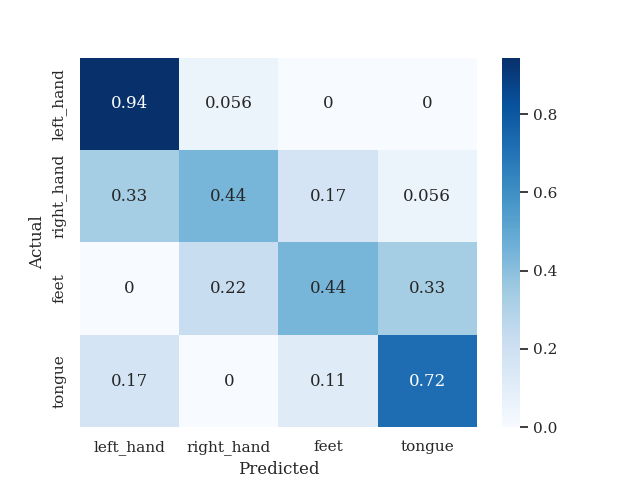 left_hand 0.94 0.056 0 0
right_hand 0.33 0.44 0.17 0.056
feet 0 0.22 0.44 0.33
tongue 0.17 0 0.11 0.72
left_hand right_hand feet tongue
Predicted
Actual
0.8
0.6
0.4
0.2
0.0